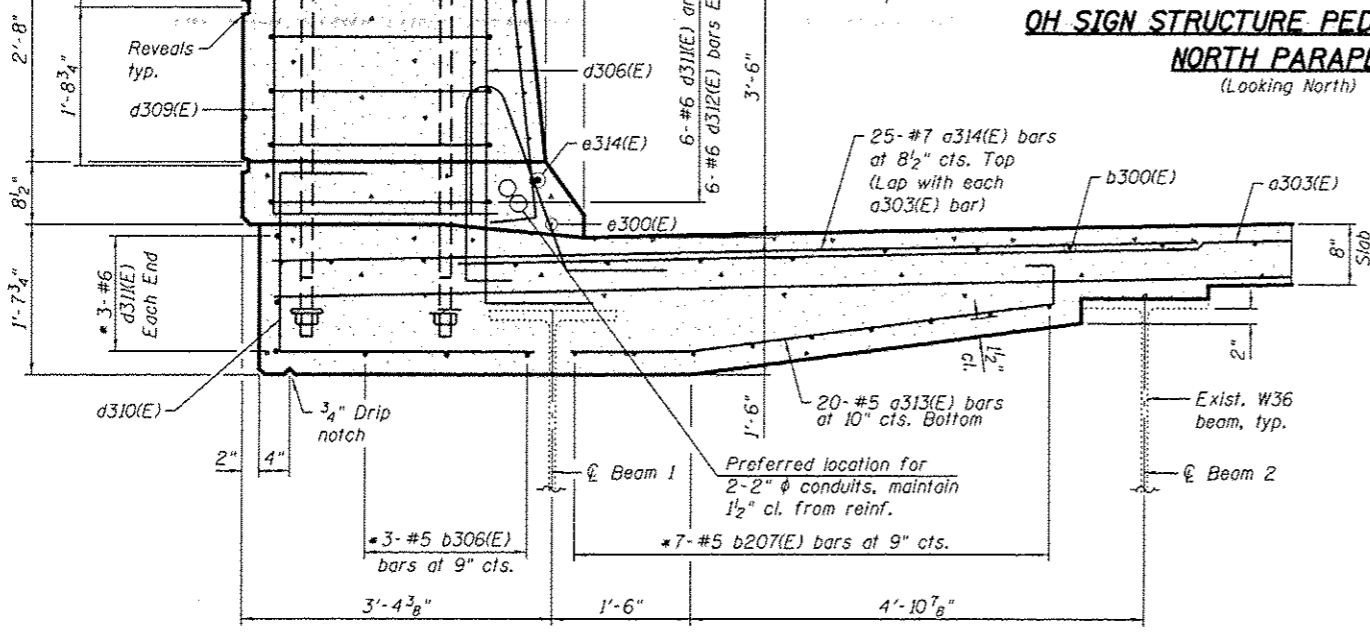 OH SIGN STRUCTURE PED
NORTH PARAPE
(Looking North)
2'-8"
1'-8¾"
Reveals
typ.
d309(E)
d306(E)
6-#6 d311(E) an
6-#6 d312(E) bars E
3'-6"
e314(E)
25-#7 a314(E) bars
at 8½" cts. Top
(Lap with each
a303(E) bar)
b300(E)
a303(E)
8½"
e300(E)
8"
Slab
1'-7¾"
* 3-#6
d311(E)
Each End
d310(E)
¾" Drip
notch
2"
4"
℄ Beam 1
1'-6"
20-#5 a313(E) bars
at 10" cts. Bottom
1½"
cl.
2"
Exist. W36
beam, typ.
℄ Beam 2
Preferred location for
2-2" ϕ conduits, maintain
1½" cl. from reinf.
* 3-#5 b306(E)
bars at 9" cts.
* 7-#5 b207(E) bars at 9" cts.
3'-4⅜"
1'-6"
4'-10⅞"